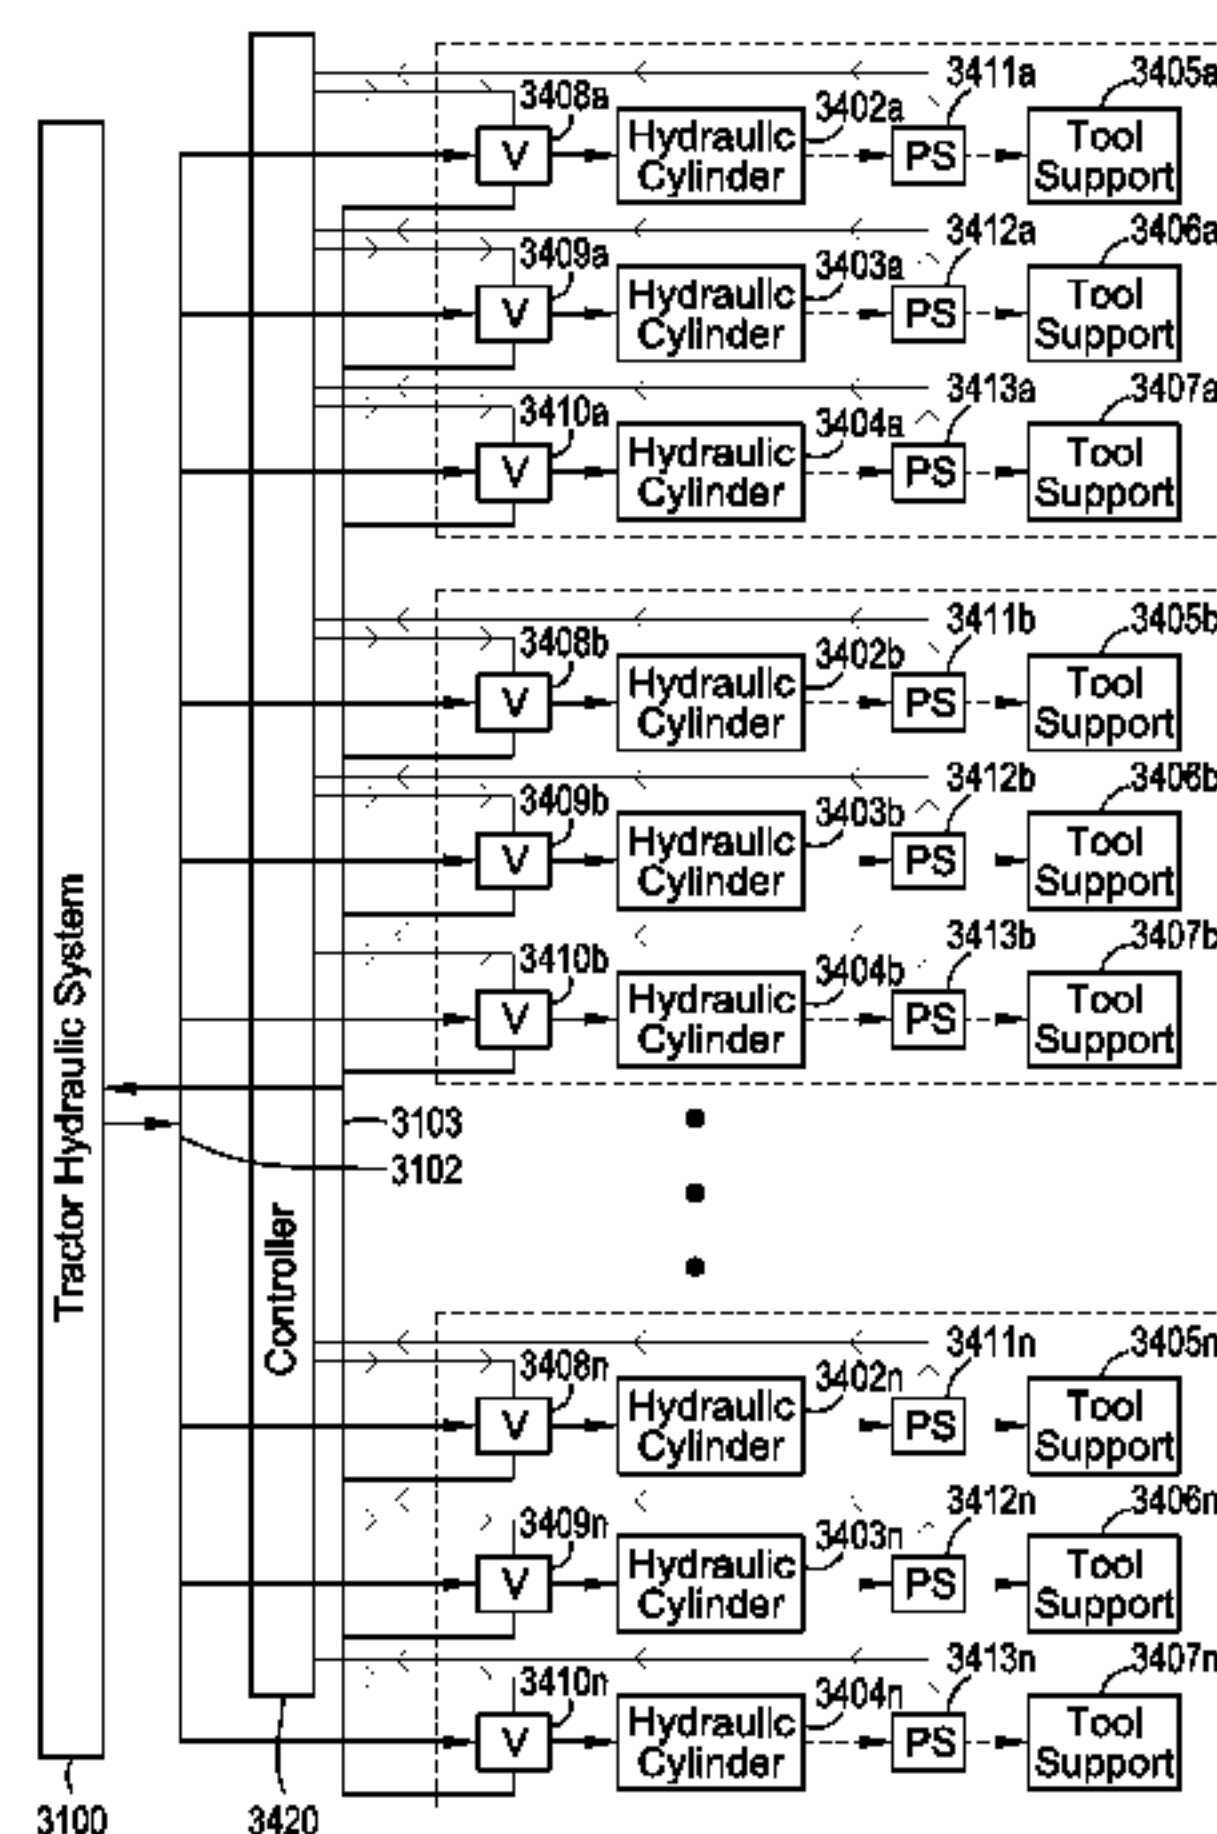 3411a 3405a
3408a 3402a
V Hydraulic Cylinder PS Tool Support
3412a 3406a
3409a 3403a
V Hydraulic Cylinder PS Tool Support
3413a 3407a
3410a 3404a
V Hydraulic Cylinder PS Tool Support
3411b 3405b
3408b 3402b
V Hydraulic Cylinder PS Tool Support
3412b 3406b
3409b 3403b
V Hydraulic Cylinder PS Tool Support
3413b 3407b
3410b 3404b
V Hydraulic Cylinder PS Tool Support
Tractor Hydraulic System
3103
3102
Controller
3411n 3405n
3408n 3402n
V Hydraulic Cylinder PS Tool Support
3412n 3406n
3409n 3403n
V Hydraulic Cylinder PS Tool Support
3413n 3407n
3410n 3404n
V Hydraulic Cylinder PS Tool Support
3100 3420